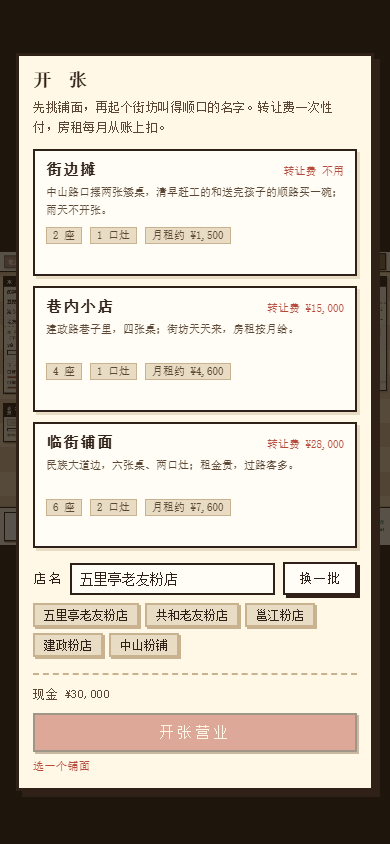 开 张
先挑铺面，再起个街坊叫得顺口的名字。转让费一次性
付，房租每月从账上扣。
街边摊 转让费 不用
中山路口摆两张矮桌，清早赶工的和送完孩子的顺路买一碗；
雨天不开张。
2 座 1 口灶 月租约 ¥1,500
巷内小店 转让费 ¥15,000
建政路巷子里，四张桌；街坊天天来，房租按月给。
4 座 1 口灶 月租约 ¥4,600
临街铺面 转让费 ¥28,000
民族大道边，六张桌、两口灶；租金贵，过路客多。
6 座 2 口灶 月租约 ¥7,600
店名 五里亭老友粉店 换一批
五里亭老友粉店 共和老友粉店 邕江粉店
建政粉店 中山粉铺
现金 ¥30,000
开张营业
选一个铺面